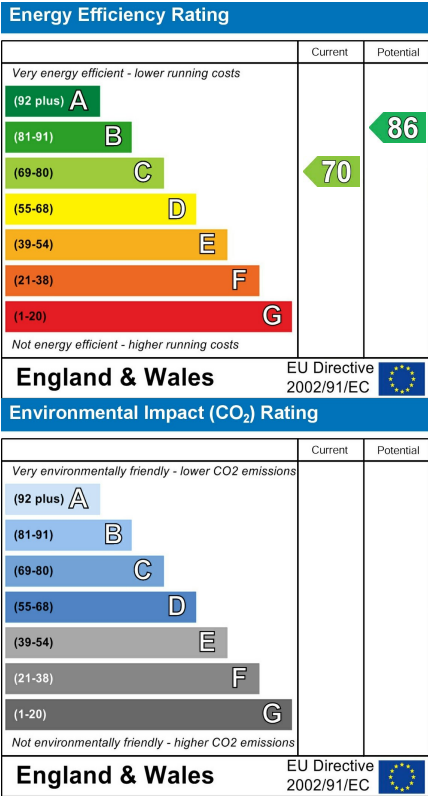 Energy Efficiency Rating
Current Potential
Very energy efficient - lower running costs
(92 plus) A
(81-91) B
86
(69-80) C
70
(55-68) D
(39-54) E
(21-38) F
(1-20) G
Not energy efficient - higher running costs
England & Wales
EU Directive
2002/91/EC
Environmental Impact (CO₂) Rating
Current Potential
Very environmentally friendly - lower CO2 emissions
(92 plus) A
(81-91) B
(69-80) C
(55-68) D
(39-54) E
(21-38) F
(1-20) G
Not environmentally friendly - higher CO2 emissions
England & Wales
EU Directive
2002/91/EC